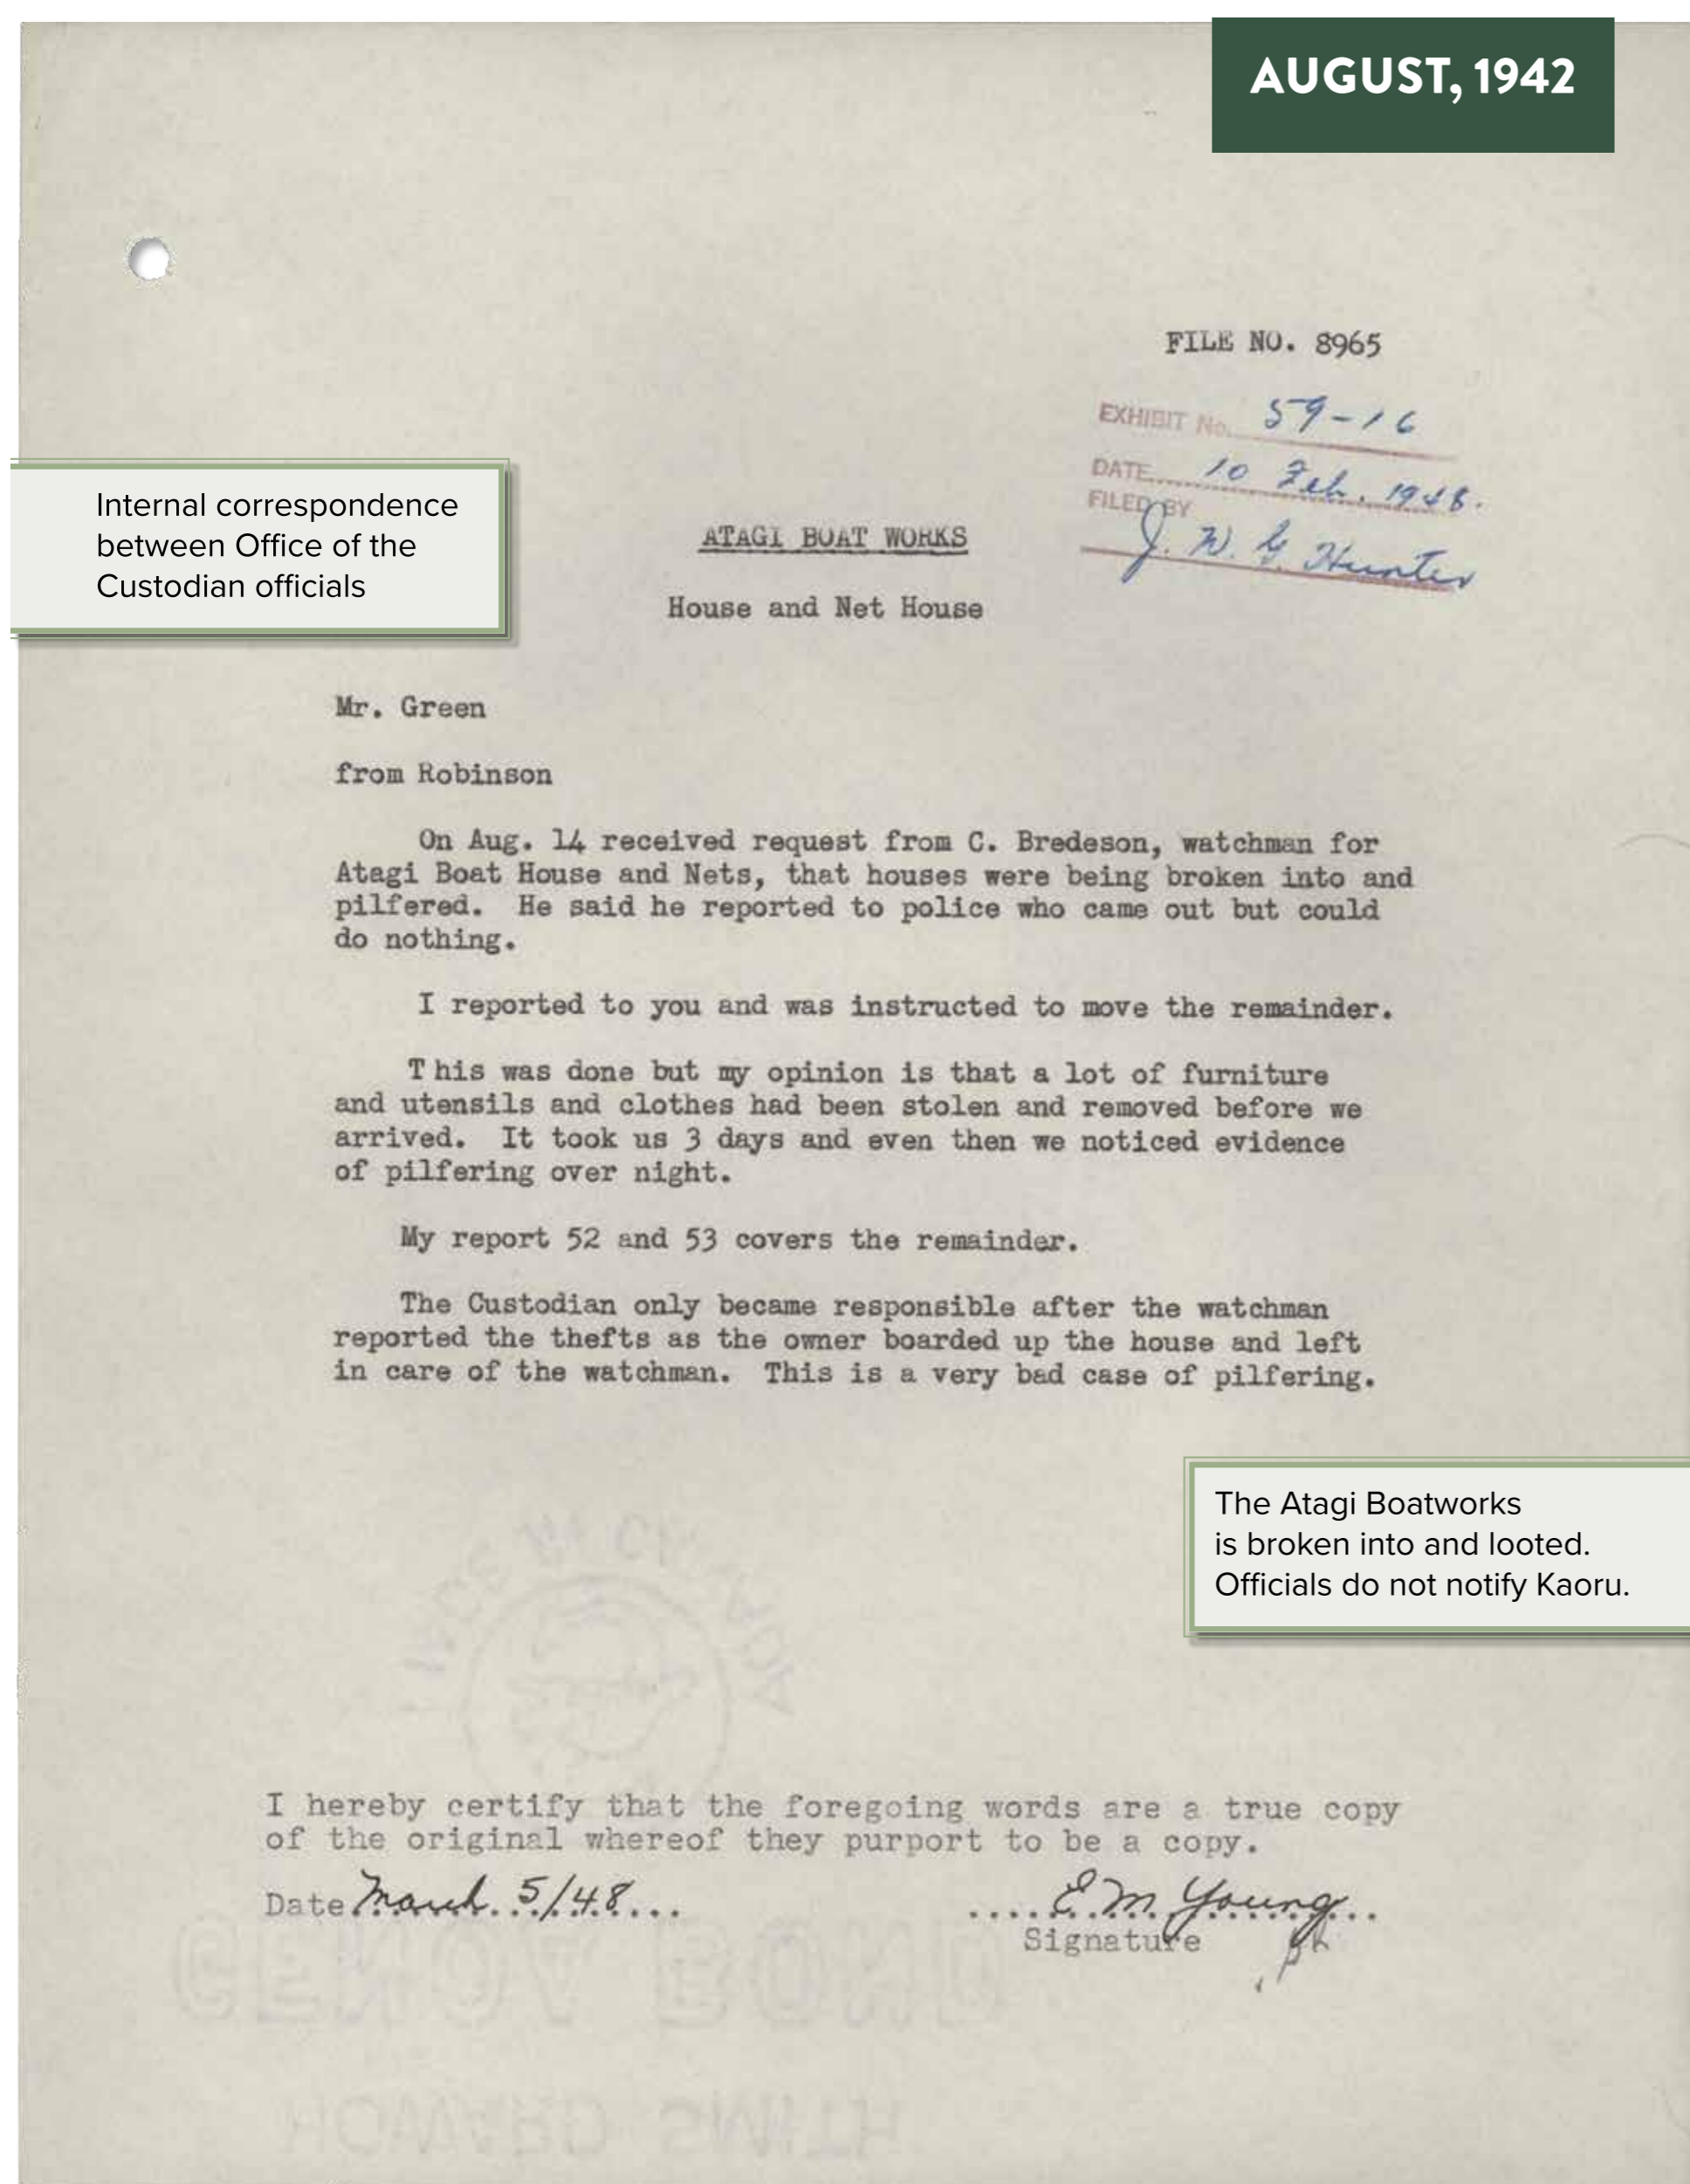 AUGUST, 1942
FILE NO. 8965
EXHIBIT No. 59-16
DATE 10 Feb. 1948.
FILED BY
J. W. G. Hunter
Internal correspondence
between Office of the
Custodian officials
ATAGI BOAT WORKS
House and Net House
Mr. Green
from Robinson
On Aug. 14 received request from C. Bredeson, watchman for
Atagi Boat House and Nets, that houses were being broken into and
pilfered. He said he reported to police who came out but could
do nothing.
I reported to you and was instructed to move the remainder.
This was done but my opinion is that a lot of furniture
and utensils and clothes had been stolen and removed before we
arrived. It took us 3 days and even then we noticed evidence
of pilfering over night.
My report 52 and 53 covers the remainder.
The Custodian only became responsible after the watchman
reported the thefts as the owner boarded up the house and left
in care of the watchman. This is a very bad case of pilfering.
The Atagi Boatworks
is broken into and looted.
Officials do not notify Kaoru.
I hereby certify that the foregoing words are a true copy
of the original whereof they purport to be a copy.
Date March 5/48...
....E. M. Young...
Signature
GENOA BOND
HOWARD SMITH